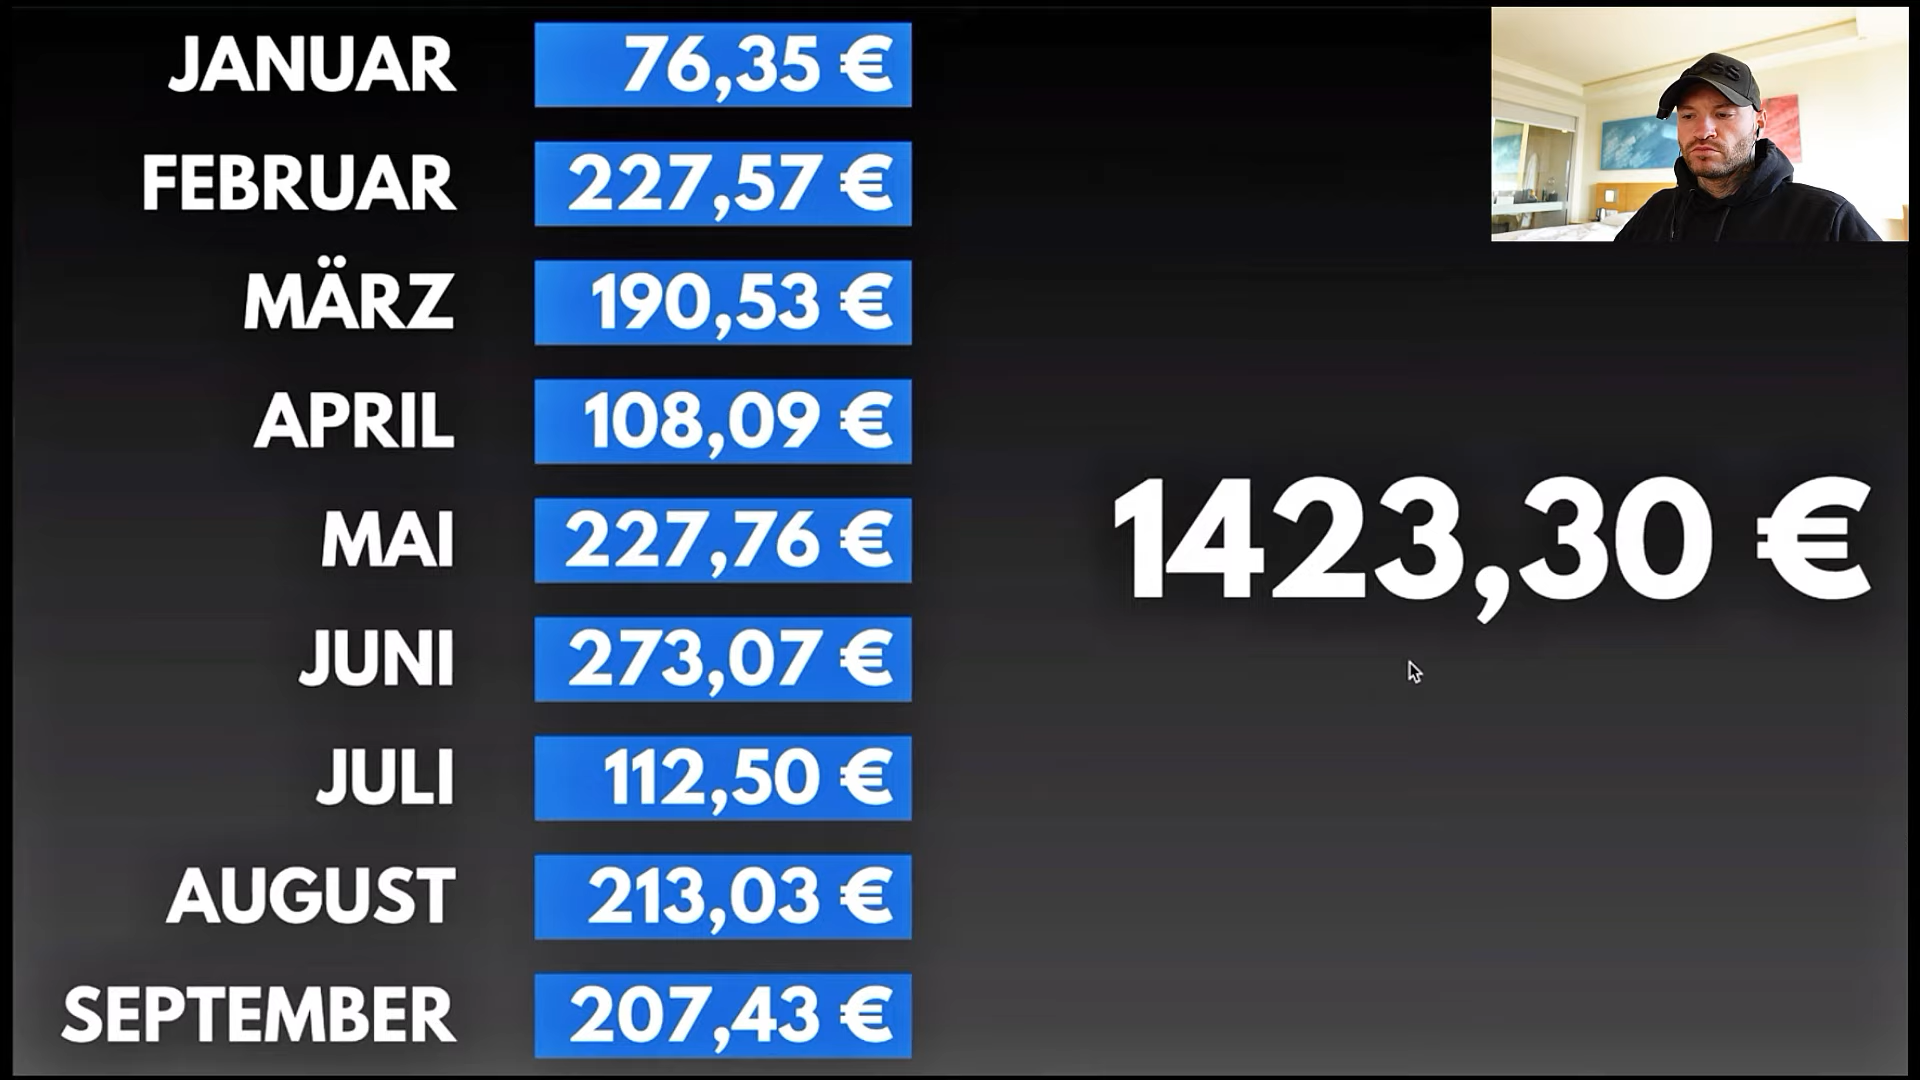 JANUAR 76,35 €
FEBRUAR 227,57 €
MÄRZ 190,53 €
APRIL 108,09 €
MAI 227,76 €
1423,30 €
JUNI 273,07 €
JULI 112,50 €
AUGUST 213,03 €
SEPTEMBER 207,43 €